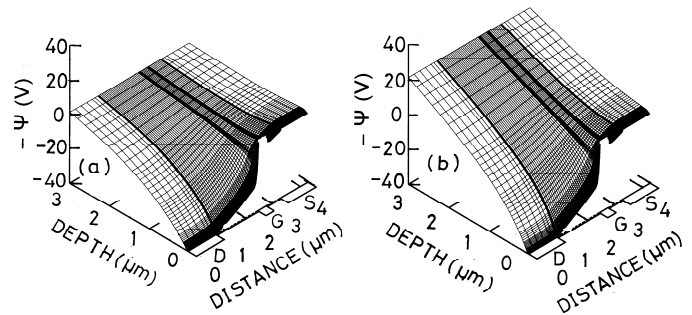 40
20
0
-20
-40
- Ψ (V)
(a)
3
2
1
0
DEPTH (μm)
D
G
S
0
1
2
3
4
DISTANCE (μm)
40
20
0
-20
-40
- Ψ (V)
(b)
3
2
1
0
DEPTH (μm)
D
G
S
0
1
2
3
4
DISTANCE (μm)